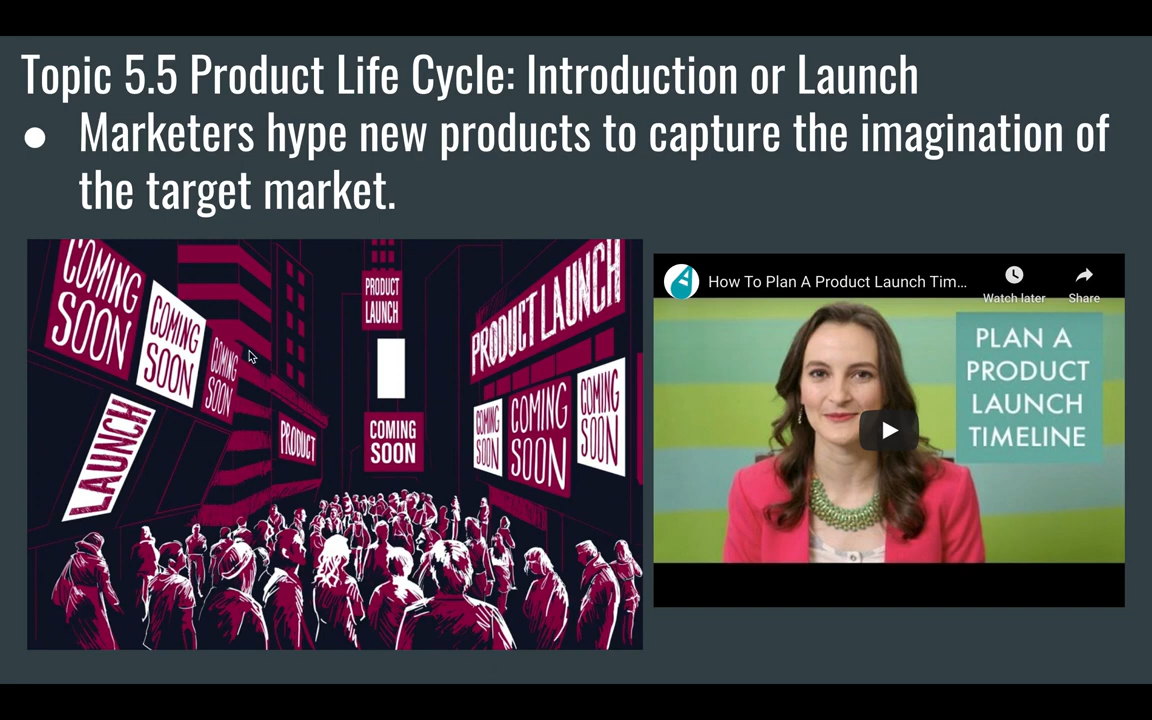 Topic 5.5 Product Life Cycle: Introduction or Launch
● Marketers hype new products to capture the imagination of
the target market.
COMING
SOON
COMING
SOON
COMING
SOON
LAUNCH
PRODUCT
PRODUCT
LAUNCH
COMING
SOON
PRODUCT LAUNCH
COMING
SOON
COMING
SOON
COMING
SOON
How To Plan A Product Launch Tim...
Watch later
Share
PLAN A
PRODUCT
LAUNCH
TIMELINE